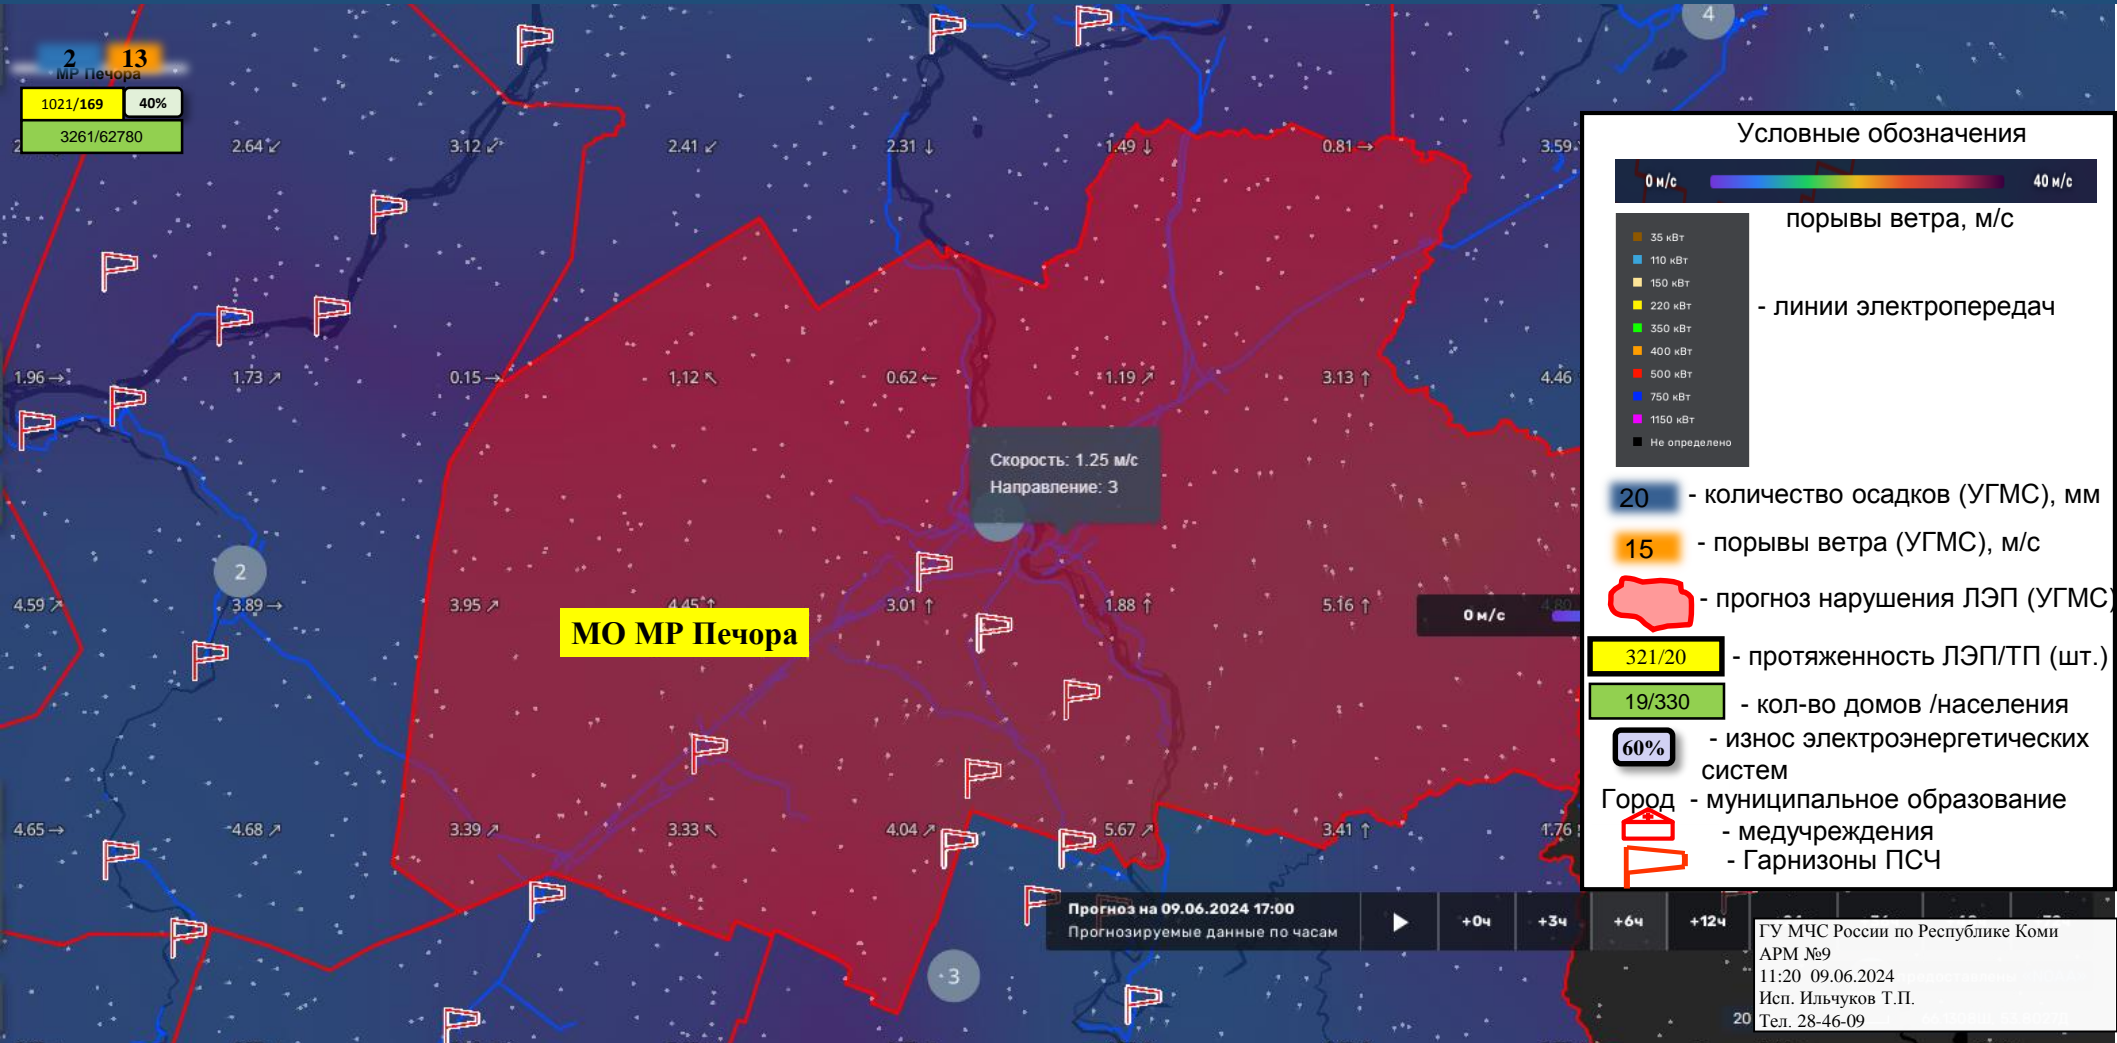 2 13
МР Печора
1021/169 40%
3261/62780
2.64 ↙ 3.12 ↙ 2.41 ↙ 2.31 ↓ 1.49 ↓ 0.81 → 3.59
1.96 → 1.73 ↗ 0.15 → 1.12 ↖ 0.62 ← 1.19 ↗ 3.13 ↑ 4.46
4.59 ↗ 3.89 → 3.95 ↗ 4.45 ↑ 3.01 ↑ 1.88 ↑ 5.16 ↑ 4.80
4.65 → 4.68 ↗ 3.39 ↗ 3.33 ↖ 4.04 ↗ 5.67 ↗ 3.41 ↑ 1.76
4
2
8
3
Скорость: 1.25 м/с
Направление: З
МО МР Печора
0 м/с
Прогноз на 09.06.2024 17:00
Прогнозируемые данные по часам
+0ч +3ч +6ч +12ч
Условные обозначения
0 м/с 40 м/с
порывы ветра, м/с
35 кВт
110 кВт
150 кВт
220 кВт
350 кВт
400 кВт
500 кВт
750 кВт
1150 кВт
Не определено
- линии электропередач
20 - количество осадков (УГМС), мм
15 - порывы ветра (УГМС), м/с
- прогноз нарушения ЛЭП (УГМС)
321/20 - протяженность ЛЭП/ТП (шт.)
19/330 - кол-во домов /населения
60% - износ электроэнергетических
систем
Город - муниципальное образование
- медучреждения
- Гарнизоны ПСЧ
ГУ МЧС России по Республике Коми
АРМ №9
11:20 09.06.2024
Исп. Ильчуков Т.П.
Тел. 28-46-09
20